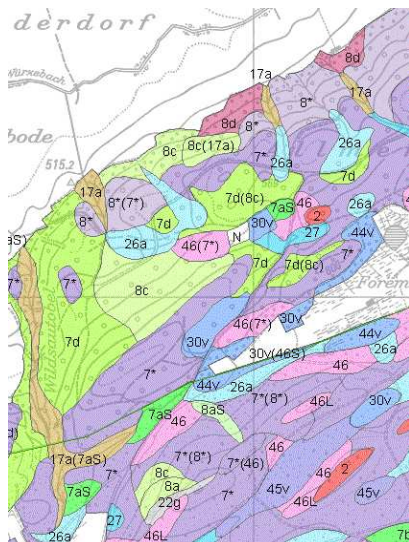 derdorf
8d
17a
8d
8*
17a
8c
8c(17a)
26a
bode
515.2
7*
26a
17a
8*(7*)
7d
8*
7d
7d(8c)
7aS
46
2
26a
30v
27
44v
26a
46(7*)
N
7*
7d
7d(8c)
7*
7*
8c
Forem
46(7*)
30v
7d
30v
30v(46S)
44v
46
26a
7*
44v
26a
7*(8*)
7aS
8aS
46
46L
30v
46
17a(7aS)
7*
7*(8*)
7*(46)
46
2
8c
8a
7aS
7*
45v
22g
46L
45v
27
26a
46L